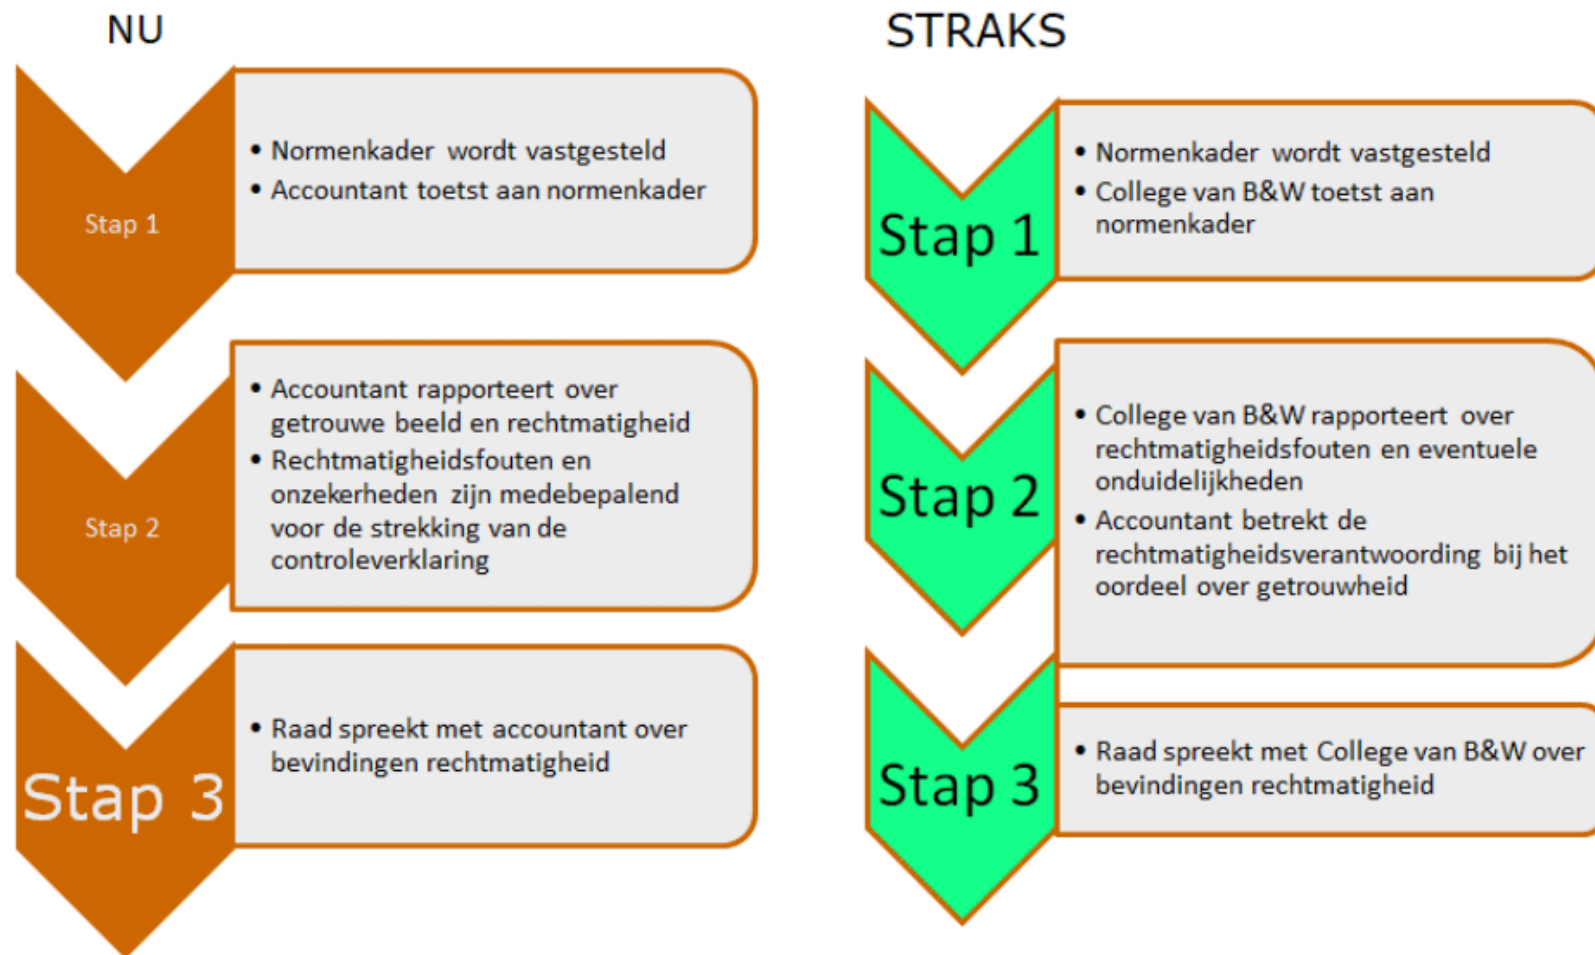 NU
Stap 1
• Normenkader wordt vastgesteld
• Accountant toetst aan normenkader
Stap 2
• Accountant rapporteert over
getrouwe beeld en rechtmatigheid
• Rechtmatigheidsfouten en
onzekerheden zijn medebepalend
voor de strekking van de
controleverklaring
Stap 3
• Raad spreekt met accountant over
bevindingen rechtmatigheid
STRAKS
Stap 1
• Normenkader wordt vastgesteld
• College van B&W toetst aan
normenkader
Stap 2
• College van B&W rapporteert over
rechtmatigheidsfouten en eventuele
onduidelijkheden
• Accountant betrekt de
rechtmatigheidsverantwoording bij het
oordeel over getrouwheid
Stap 3
• Raad spreekt met College van B&W over
bevindingen rechtmatigheid